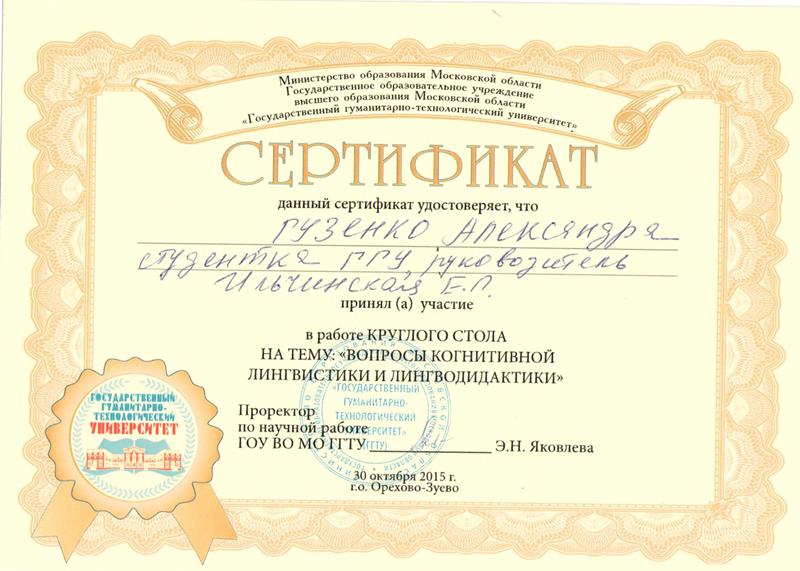 Министерство образования Московской области
Государственное образовательное учреждение
высшего образования Московской области
«Государственный гуманитарно-технологический университет»
СЕРТИФИКАТ
данный сертификат удостоверяет, что
Гузенко Александра
студентка ГГУ, руководитель
Ильчинская Е.П.
принял (а) участие
в работе КРУГЛОГО СТОЛА
НА ТЕМУ: «ВОПРОСЫ КОГНИТИВНОЙ
ЛИНГВИСТИКИ И ЛИНГВОДИДАКТИКИ»
ГОСУДАРСТВЕННЫЙ
ГУМАНИТАРНО-
ТЕХНОЛОГИЧЕСКИЙ
УНИВЕРСИТЕТ
«ГОСУДАРСТВЕННЫЙ
ГУМАНИТАРНО-
ТЕХНОЛОГИЧЕСКИЙ
УНИВЕРСИТЕТ»
(ГГТУ)
Проректор
по научной работе
ГОУ ВО МО ГГТУ Э.Н. Яковлева
30 октября 2015 г.
г.о. Орехово-Зуево